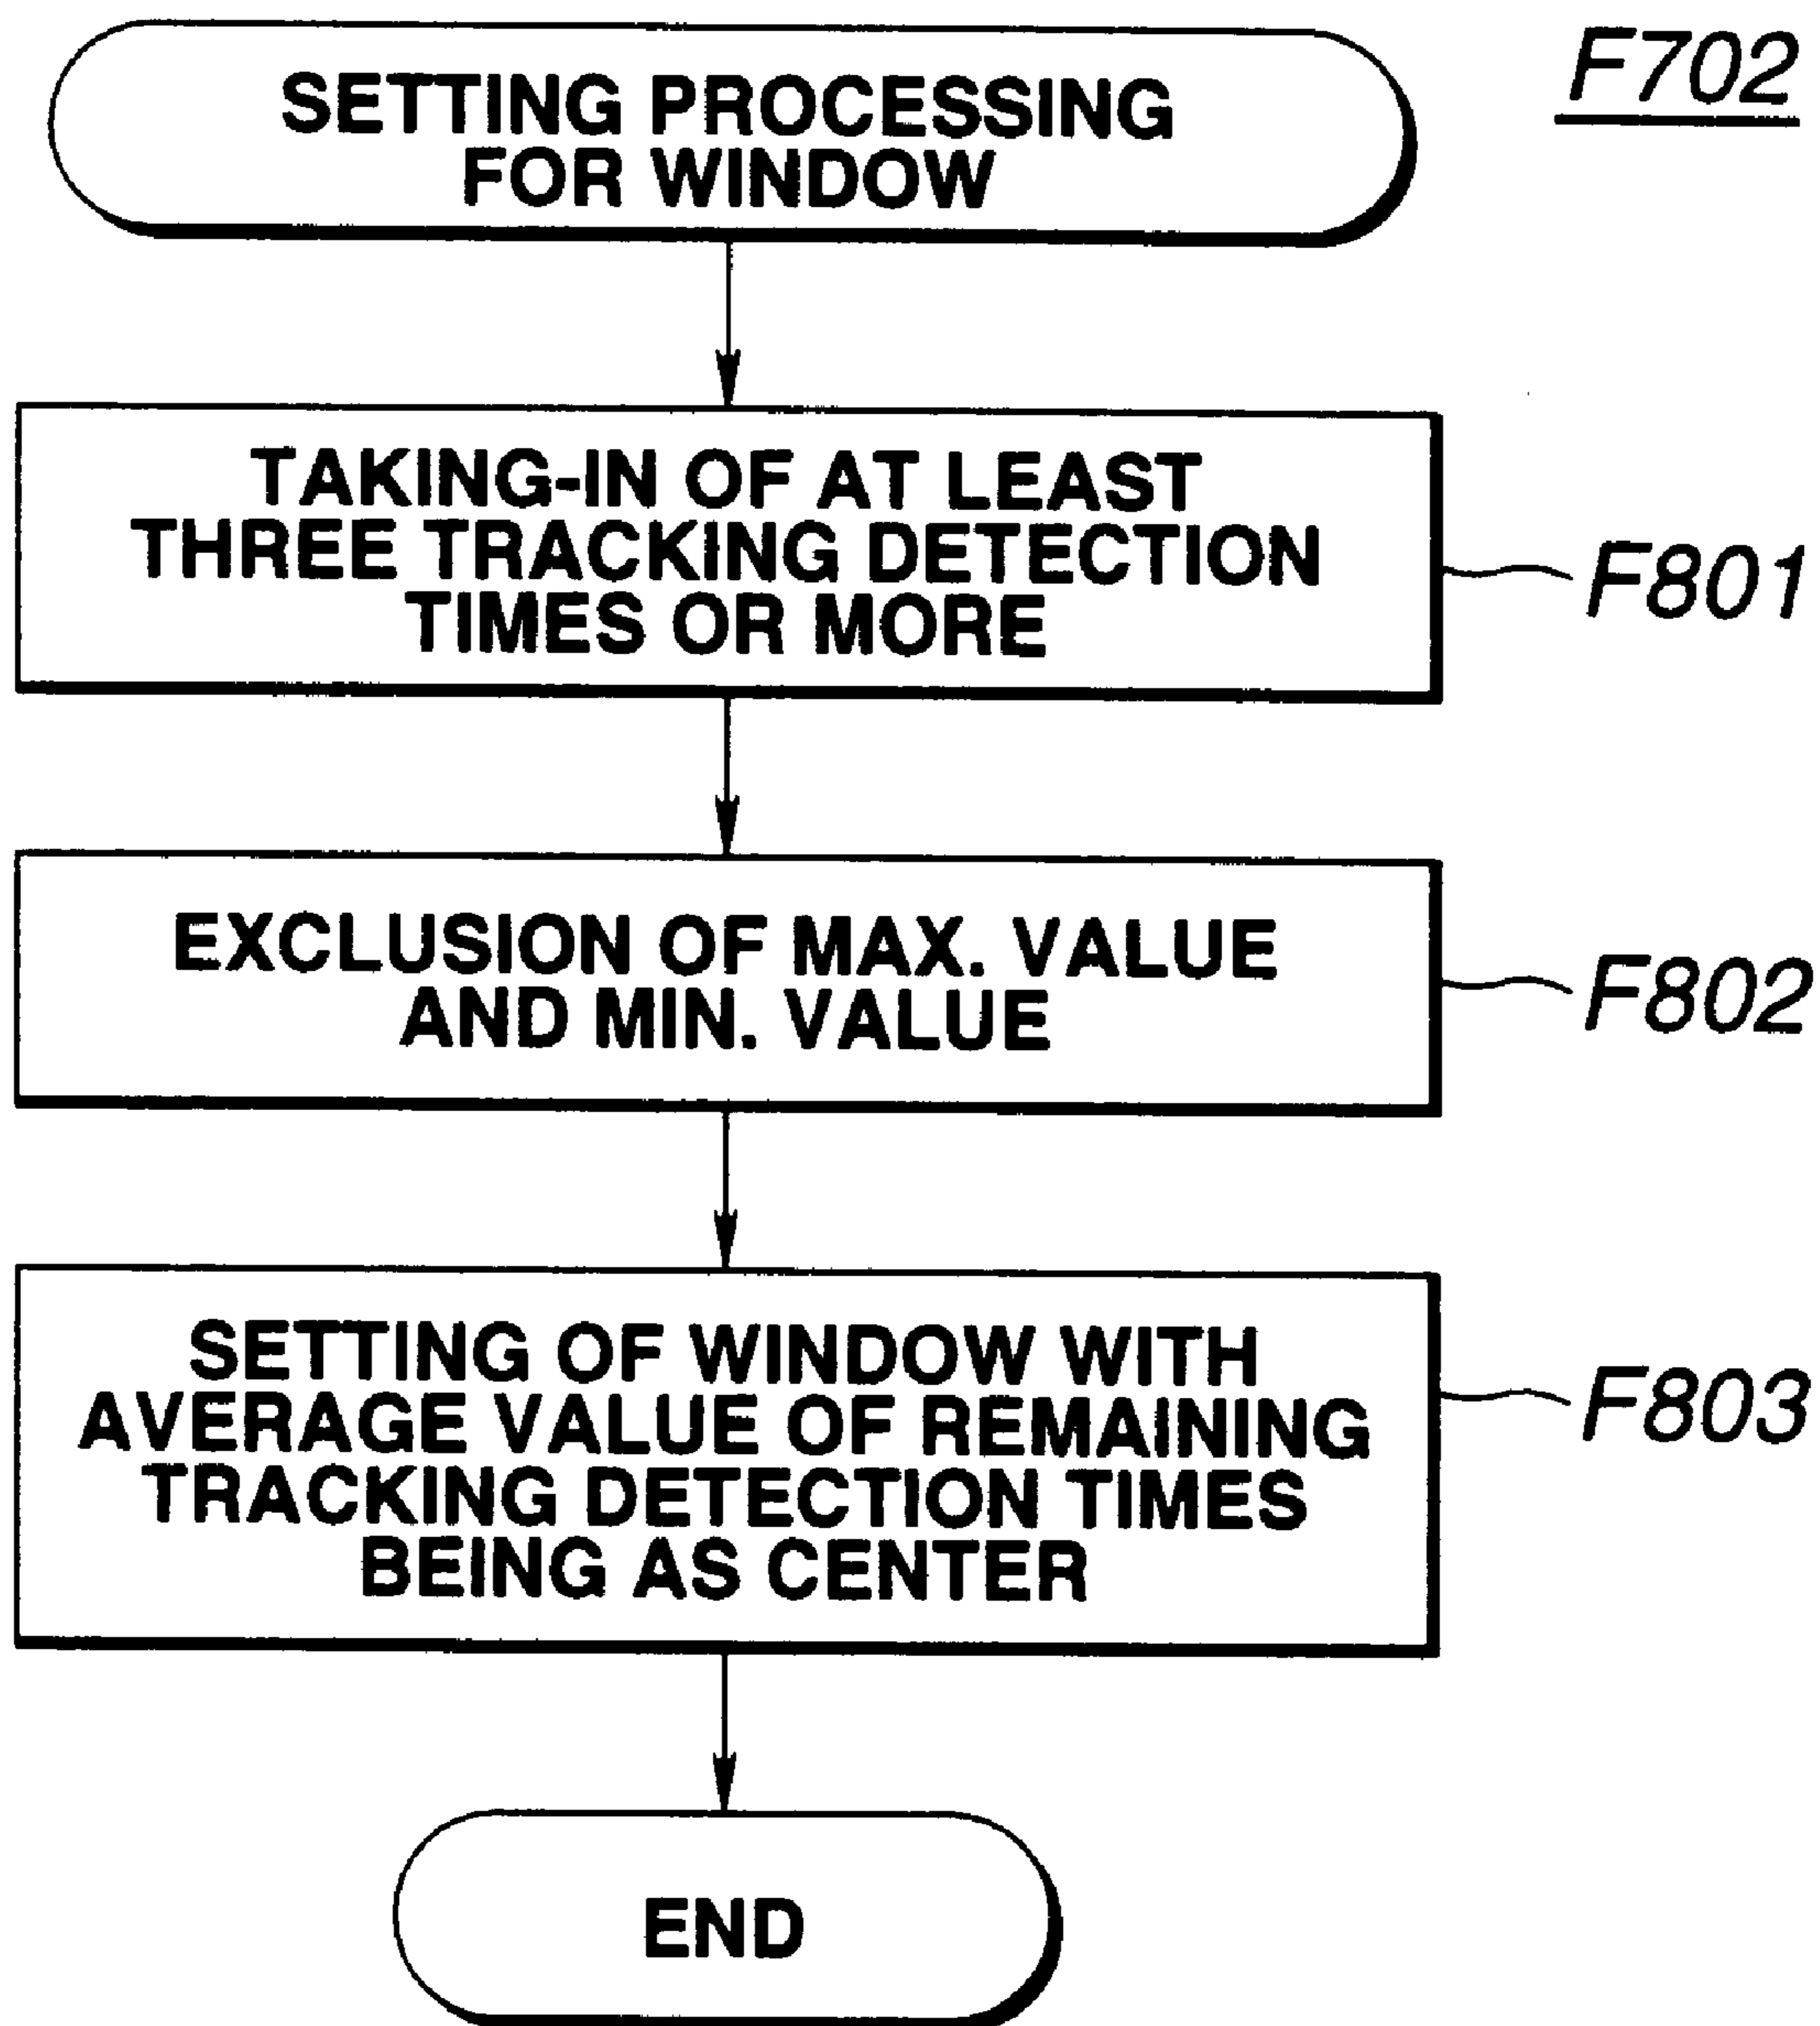 F702
SETTING PROCESSING
FOR WINDOW
TAKING-IN OF AT LEAST
THREE TRACKING DETECTION
TIMES OR MORE
F801
EXCLUSION OF MAX. VALUE
AND MIN. VALUE
F802
SETTING OF WINDOW WITH
AVERAGE VALUE OF REMAINING
TRACKING DETECTION TIMES
BEING AS CENTER
F803
END